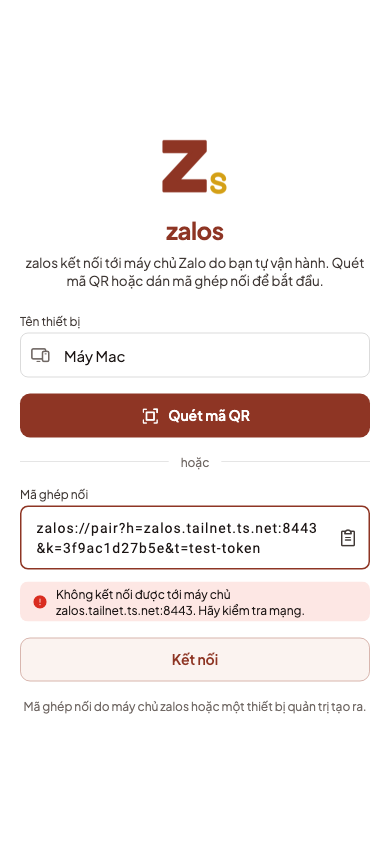 Zs
zalos
zalos kết nối tới máy chủ Zalo do bạn tự vận hành. Quét
mã QR hoặc dán mã ghép nối để bắt đầu.
Tên thiết bị
Máy Mac
Quét mã QR
hoặc
Mã ghép nối
zalos://pair?h=zalos.tailnet.ts.net:8443
&k=3f9ac1d27b5e&t=test-token
Không kết nối được tới máy chủ
zalos.tailnet.ts.net:8443. Hãy kiểm tra mạng.
Kết nối
Mã ghép nối do máy chủ zalos hoặc một thiết bị quản trị tạo ra.